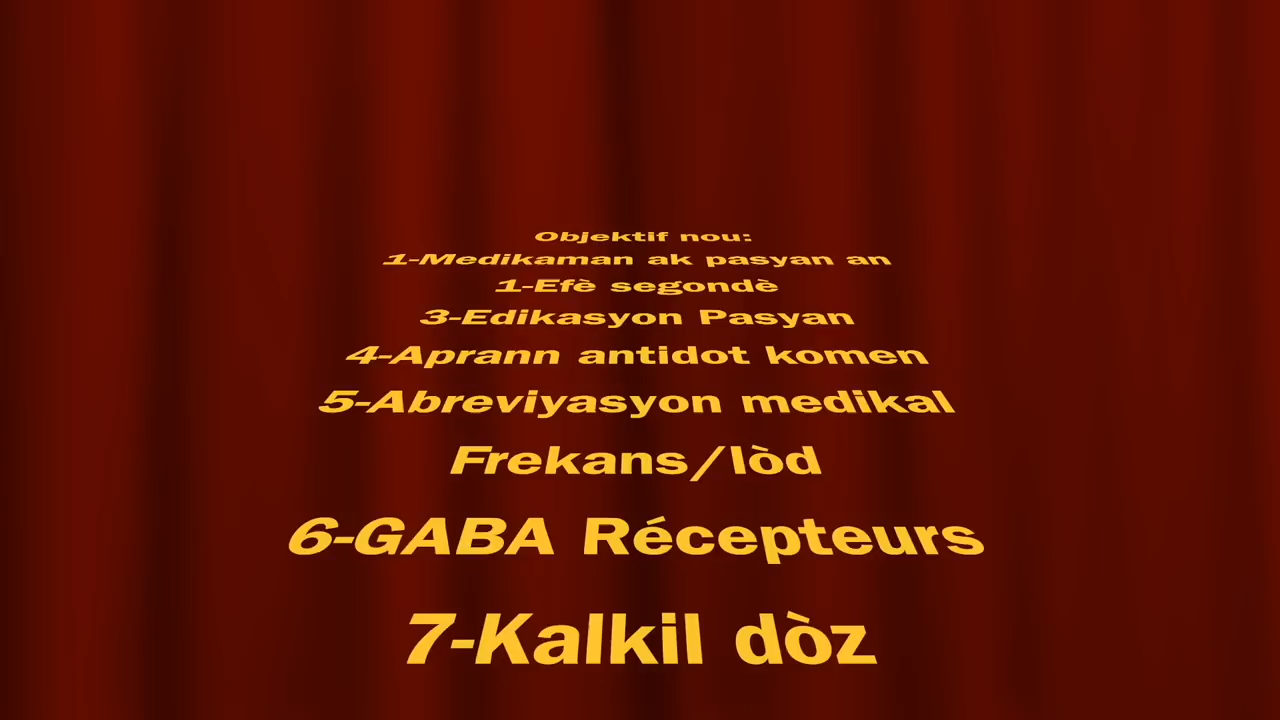 Objektif nou:
1-Medikaman ak pasyan an
1-Efè segondè
3-Edikasyon Pasyan
4-Aprann antidot komen
5-Abreviyasyon medikal
Frekans/lòd
6-GABA Récepteurs
7-Kalkil dòz